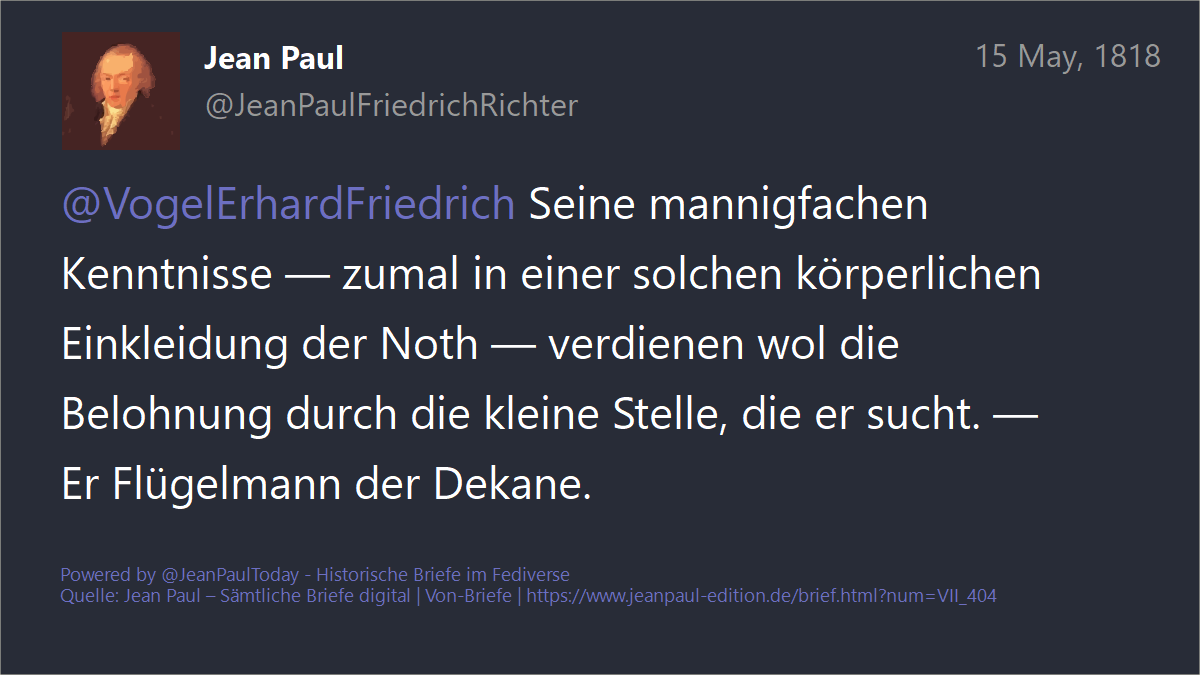 Jean Paul
15 May, 1818
@JeanPaulFriedrichRichter
@VogelErhardFriedrich Seine mannigfachen
Kenntnisse — zumal in einer solchen körperlichen
Einkleidung der Noth — verdienen wol die
Belohnung durch die kleine Stelle, die er sucht. —
Er Flügelmann der Dekane.
Powered by @JeanPaulToday - Historische Briefe im Fediverse
Quelle: Jean Paul – Sämtliche Briefe digital | Von-Briefe | https://www.jeanpaul-edition.de/brief.html?num=VII_404